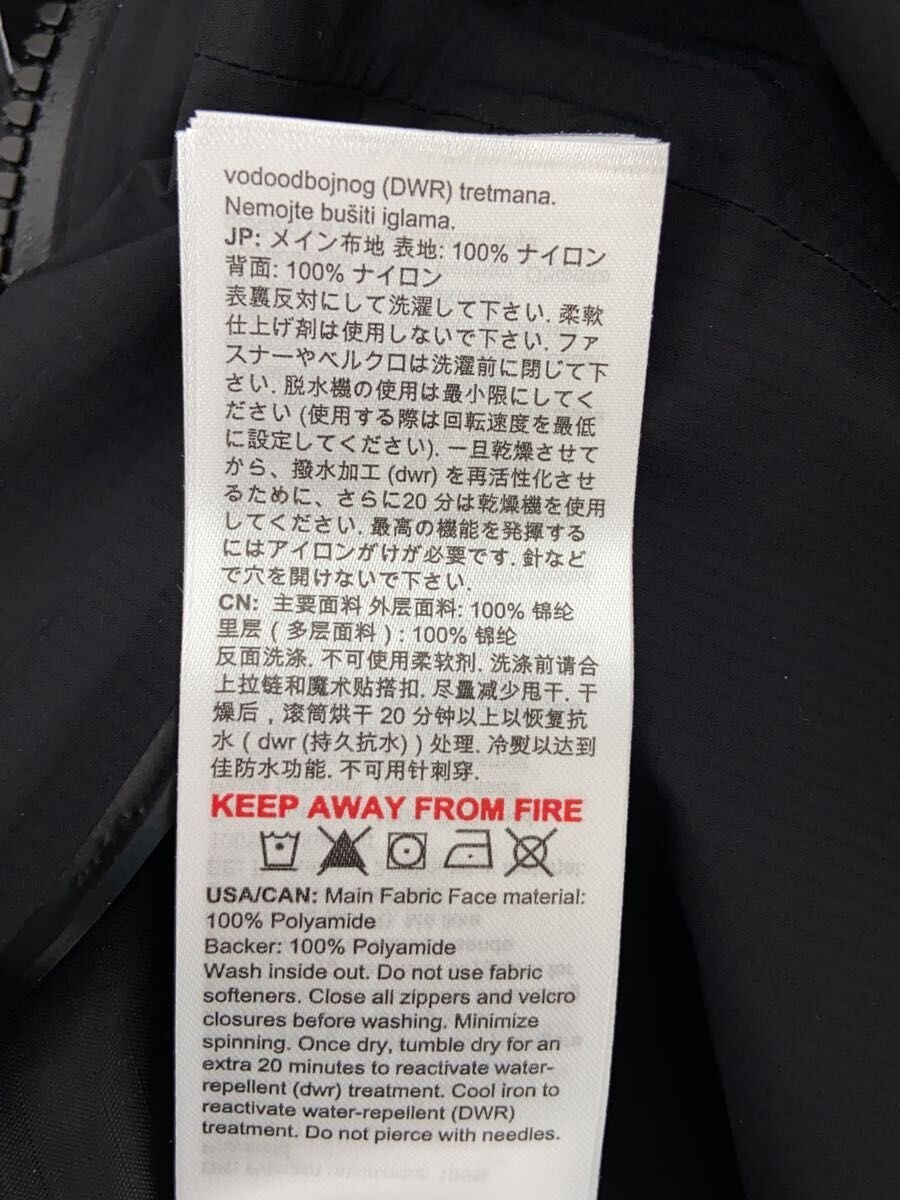 vodoodbojnog (DWR) tretmana.
Nemojte bušiti iglama.
JP: メイン布地 表地: 100% ナイロン
背面: 100% ナイロン
表裏反対にして洗濯して下さい. 柔軟
仕上げ剤は使用しないで下さい. ファ
スナーやベルクロは洗濯前に閉じて下
さい. 脱水機の使用は最小限にしてく
ださい (使用する際は回転速度を最低
に設定してください). 一旦乾燥させて
から、撥水加工 (dwr) を再活性化させ
るために、さらに20 分は乾燥機を使用
してください. 最高の機能を発揮する
にはアイロンがけが必要です. 針など
で穴を開けないで下さい.
CN: 主要面料 外层面料: 100% 锦纶
里层 ( 多层面料 ) : 100% 锦纶
反面洗涤. 不可使用柔软剂. 洗涤前请合
上拉链和魔术贴搭扣. 尽量减少甩干. 干
燥后 , 滚筒烘干 20 分钟以上以恢复抗
水 ( dwr (持久抗水) ) 处理. 冷熨以达到
佳防水功能. 不可用针刺穿.
KEEP AWAY FROM FIRE
USA/CAN: Main Fabric Face material:
100% Polyamide
Backer: 100% Polyamide
Wash inside out. Do not use fabric
softeners. Close all zippers and velcro
closures before washing. Minimize
spinning. Once dry, tumble dry for an
extra 20 minutes to reactivate water-
repellent (dwr) treatment. Cool iron to
reactivate water-repellent (DWR)
treatment. Do not pierce with needles.